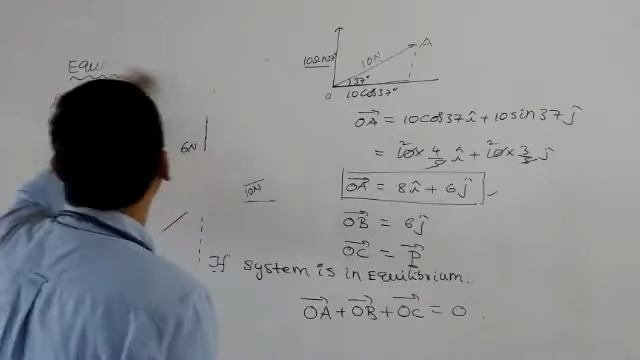 Equ
6N
10N
A
10N
10sin37°
37°
O
10cos37°
OA = 10cos37 î + 10sin37 ĵ
= 10 × 4/5 î + 10 × 3/5 ĵ
OA = 8î + 6ĵ
OB = 6ĵ
OC = P
If system is in Equilibrium:
OA + OB + OC = 0